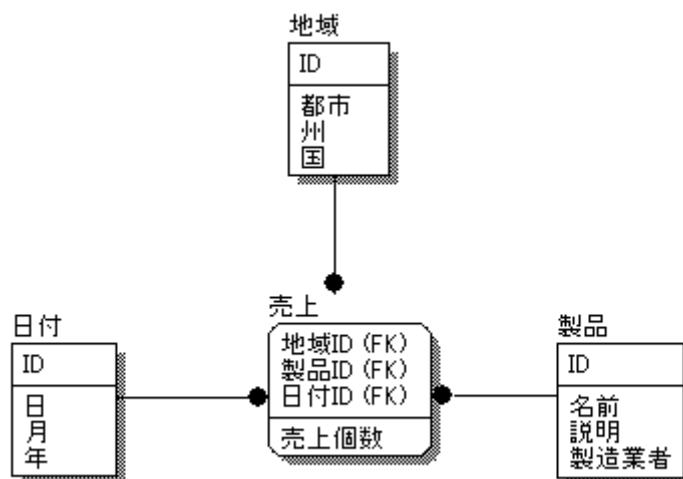 地域
ID
都市
州
国
日付
ID
日
月
年
売上
地域ID (FK)
製品ID (FK)
日付ID (FK)
売上個数
製品
ID
名前
説明
製造業者